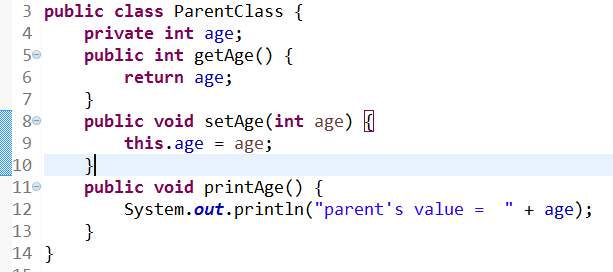 3 public class ParentClass {
4     private int age;
5     public int getAge() {
6         return age;
7     }
8     public void setAge(int age) {
9         this.age = age;
10     }
11     public void printAge() {
12         System.out.println("parent's value =  " + age);
13     }
14 }